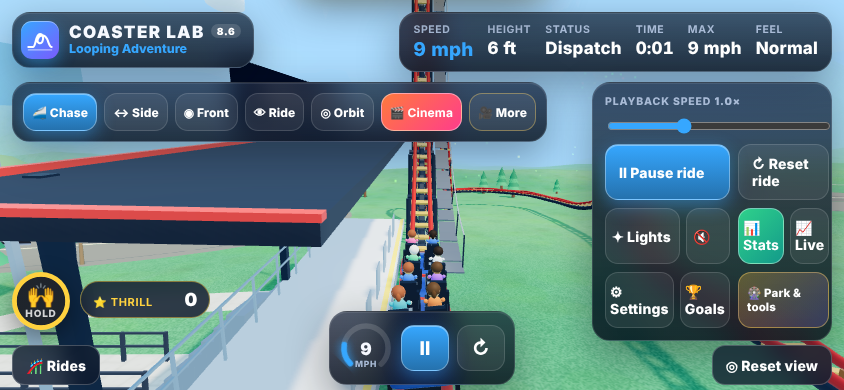 COASTER LAB 8.6
Looping Adventure
SPEED HEIGHT STATUS TIME MAX FEEL
9 mph 6 ft Dispatch 0:01 9 mph Normal
Chase
↔ Side
◉ Front
Ride
◎ Orbit
Cinema
More
PLAYBACK SPEED 1.0×
Pause ride
↻ Reset
ride
✦ Lights
Stats
Live
Settings
Goals
Park &
tools
HOLD
THRILL 0
Rides
9
MPH
↻
◎ Reset view